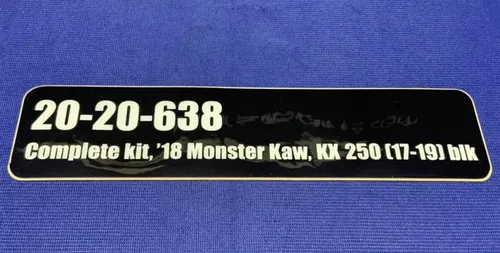 20-20-638
Complete kit, '18 Monster Kaw, KX 250 (17-19) blk